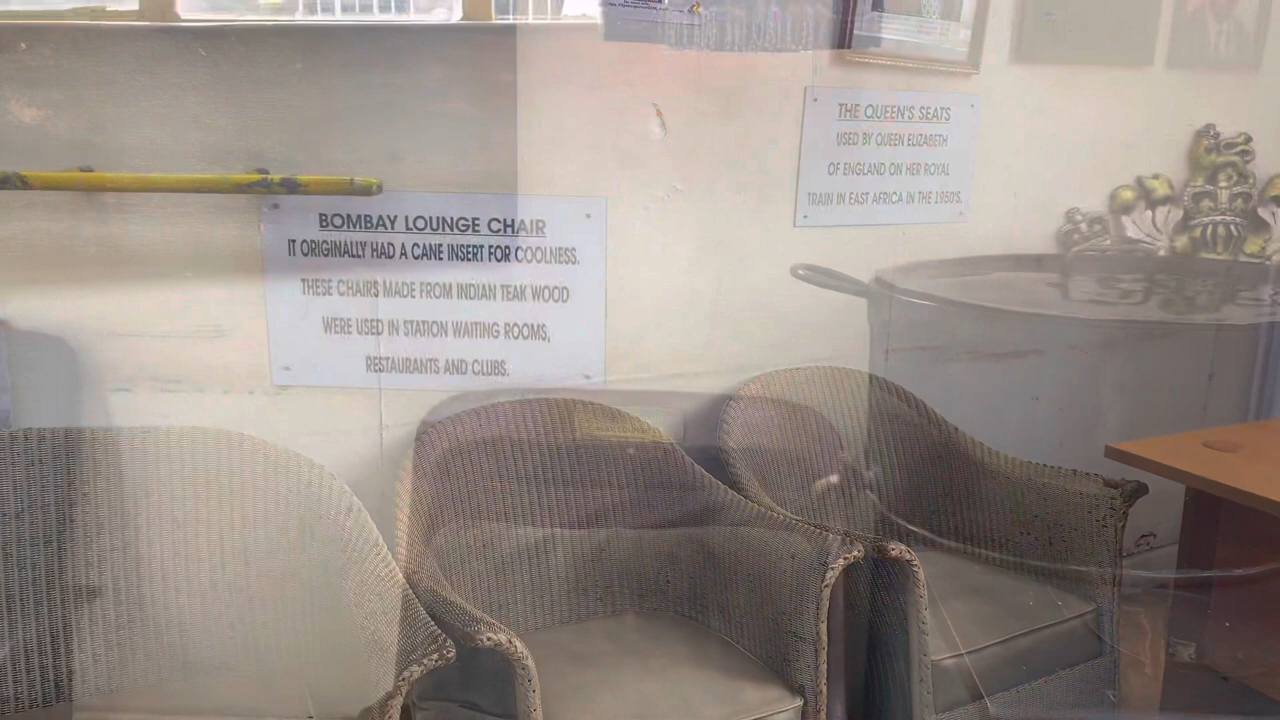 BOMBAY LOUNGE CHAIR
IT ORIGINALLY HAD A CANE INSERT FOR COOLNESS.
THESE CHAIRS MADE FROM INDIAN TEAK WOOD
WERE USED IN STATION WAITING ROOMS,
RESTAURANTS AND CLUBS.
THE QUEEN'S SEATS
USED BY QUEEN ELIZABETH
OF ENGLAND ON HER ROYAL
TRAIN IN EAST AFRICA IN THE 1950'S.